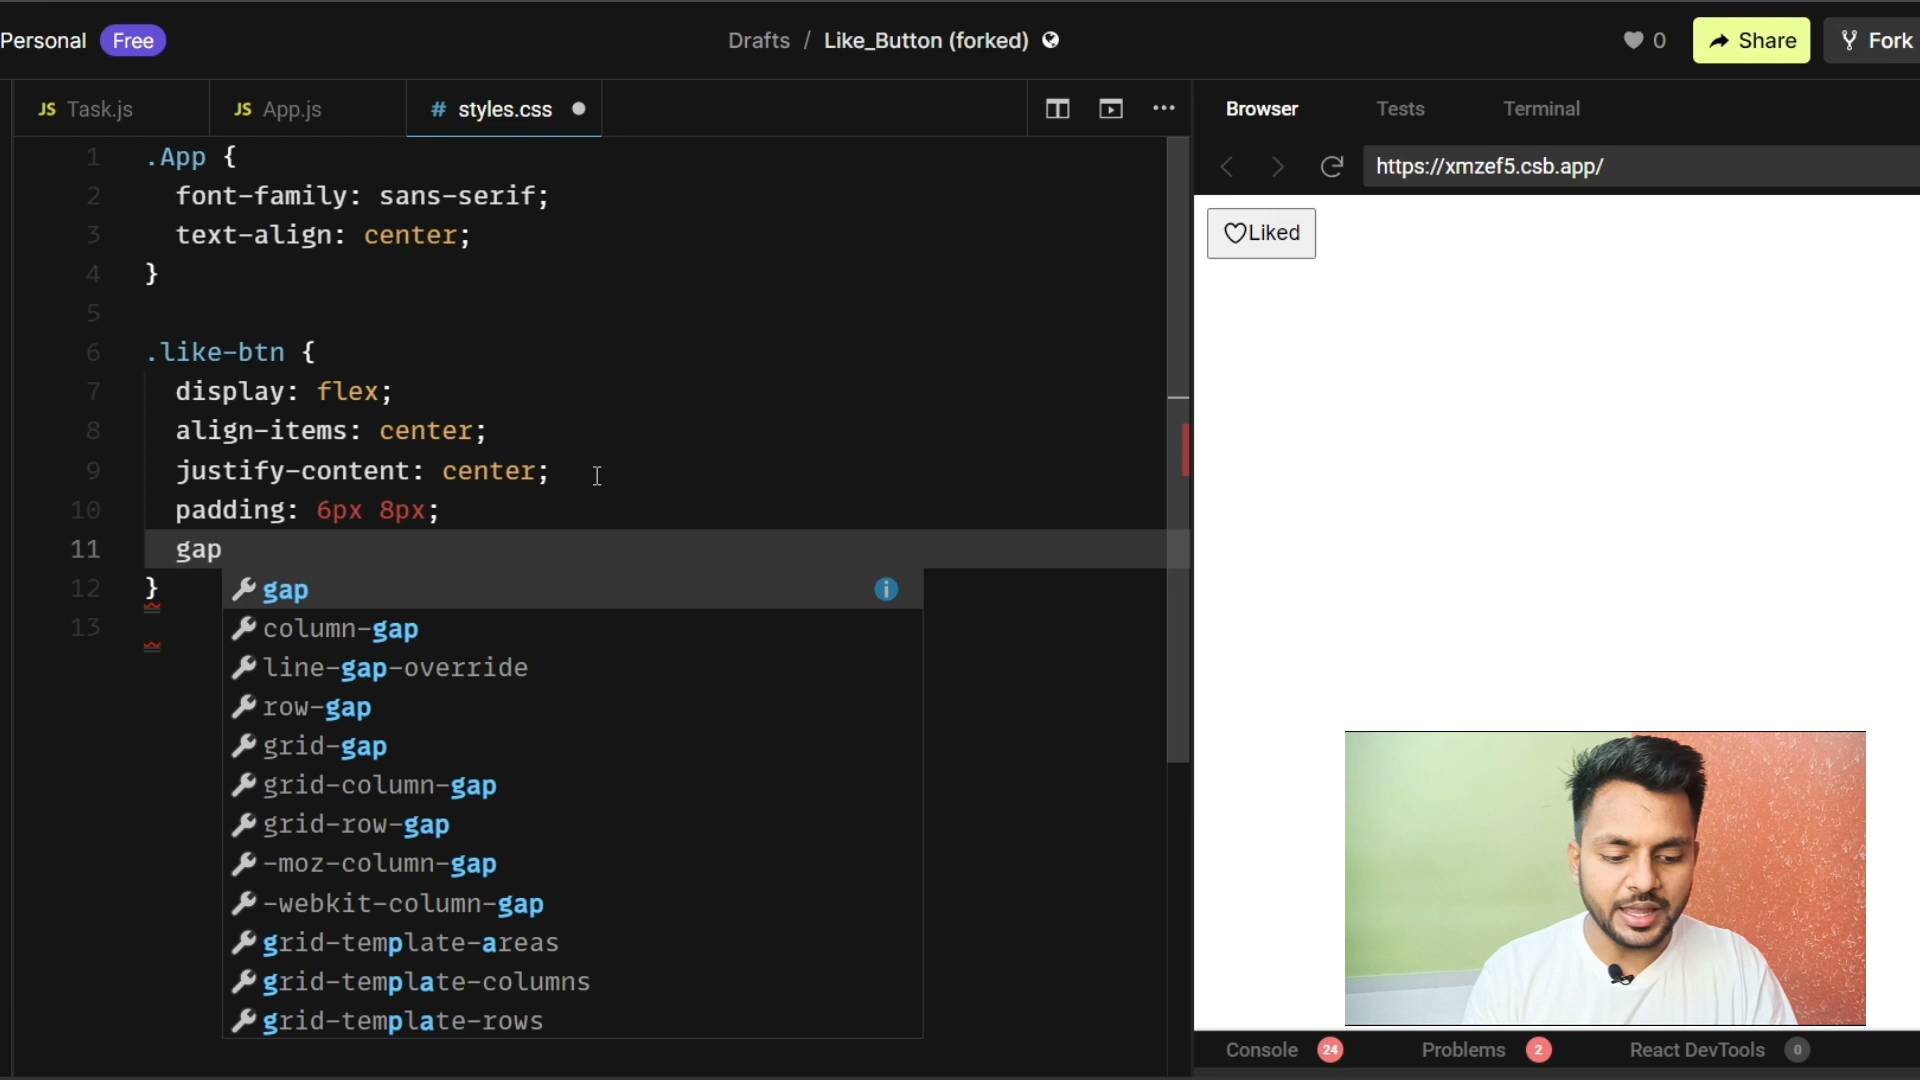 Personal Free Drafts / Like_Button (forked) 0 Share Fork
JS Task.js JS App.js # styles.css
1 .App {
2 font-family: sans-serif;
3 text-align: center;
4 }
5
6 .like-btn {
7 display: flex;
8 align-items: center;
9 justify-content: center;
10 padding: 6px 8px;
11 gap
12 }
13
gap
column-gap
line-gap-override
row-gap
grid-gap
grid-column-gap
grid-row-gap
-moz-column-gap
-webkit-column-gap
grid-template-areas
grid-template-columns
grid-template-rows
Browser Tests Terminal
https://xmzef5.csb.app/
Liked
Console 24 Problems 2 React DevTools 0